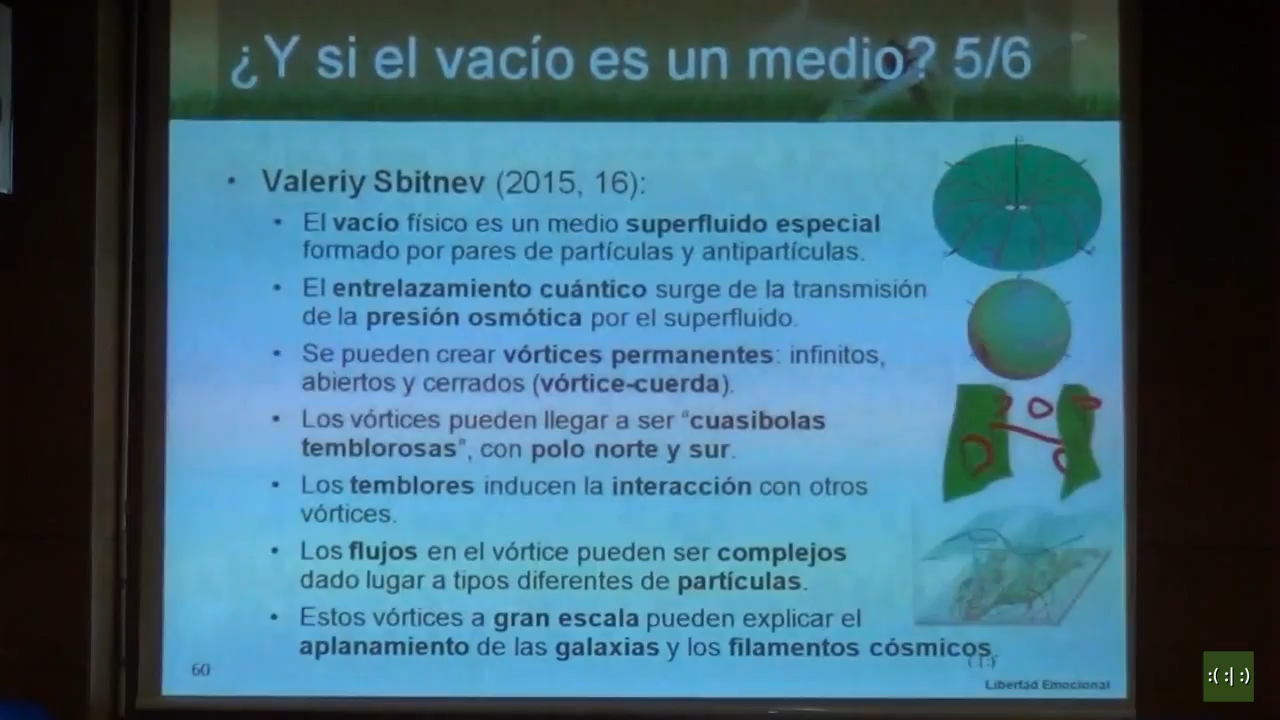 ¿Y si el vacío es un medio? 5/6
• Valeriy Sbitnev (2015, 16):
• El vacío físico es un medio superfluido especial
formado por pares de partículas y antipartículas.
• El entrelazamiento cuántico surge de la transmisión
de la presión osmótica por el superfluido.
• Se pueden crear vórtices permanentes: infinitos,
abiertos y cerrados (vórtice-cuerda).
• Los vórtices pueden llegar a ser “cuasibolas
temblorosas”, con polo norte y sur.
• Los temblores inducen la interacción con otros
vórtices.
• Los flujos en el vórtice pueden ser complejos
dado lugar a tipos diferentes de partículas.
• Estos vórtices a gran escala pueden explicar el
aplanamiento de las galaxias y los filamentos cósmicos
60
Libertad Emocional
:( :| :)